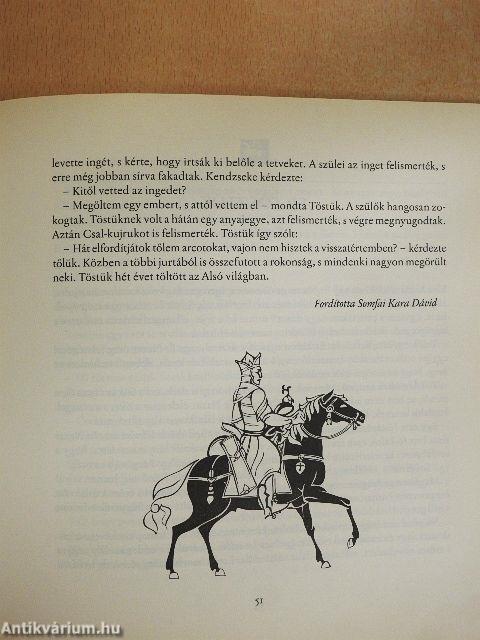 levette ingét, s kérte, hogy irtsák ki belőle a tetveket. A szülei az inget felismerték, s
erre még jobban sírva fakadtak. Kendzseke kérdezte:
– Kitől vetted az ingedet?
– Megöltem egy embert, s attól vettem el – mondta Töstük. A szülők hangosan zo-
kogtak. Töstüknek volt a hátán egy anyajegye, azt felismerték, s végre megnyugodtak.
Aztán Csal-kujrukot is felismerték. Töstük így szólt:
– Hát elfordítjátok tőlem arcotokat, vajon nem hisztek a visszatértemben? – kérdezte
tőlük. Közben a többi jurtából is összefutott a rokonság, s mindenki nagyon megörült
neki. Töstük hét évet töltött az Alsó világban.
Fordította Somfai Kara Dávid
51
Antikvárium.hu